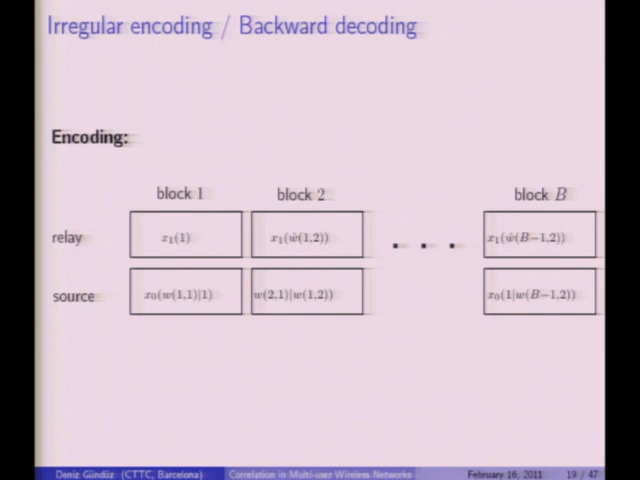 Irregular encoding / Backward decoding
Encoding:
block 1 block 2 block B
relay x₁(1) x₁(ŵ(1,2)) . . . x₁(ŵ(B−1,2))
source x₀(w(1,1)|1) w(2,1)|w(1,2)) x₀(1|w(B−1,2))
Deniz Gündüz (CTTC, Barcelona) Correlation in Multi-user Wireless Networks February 16, 2011 19 / 47